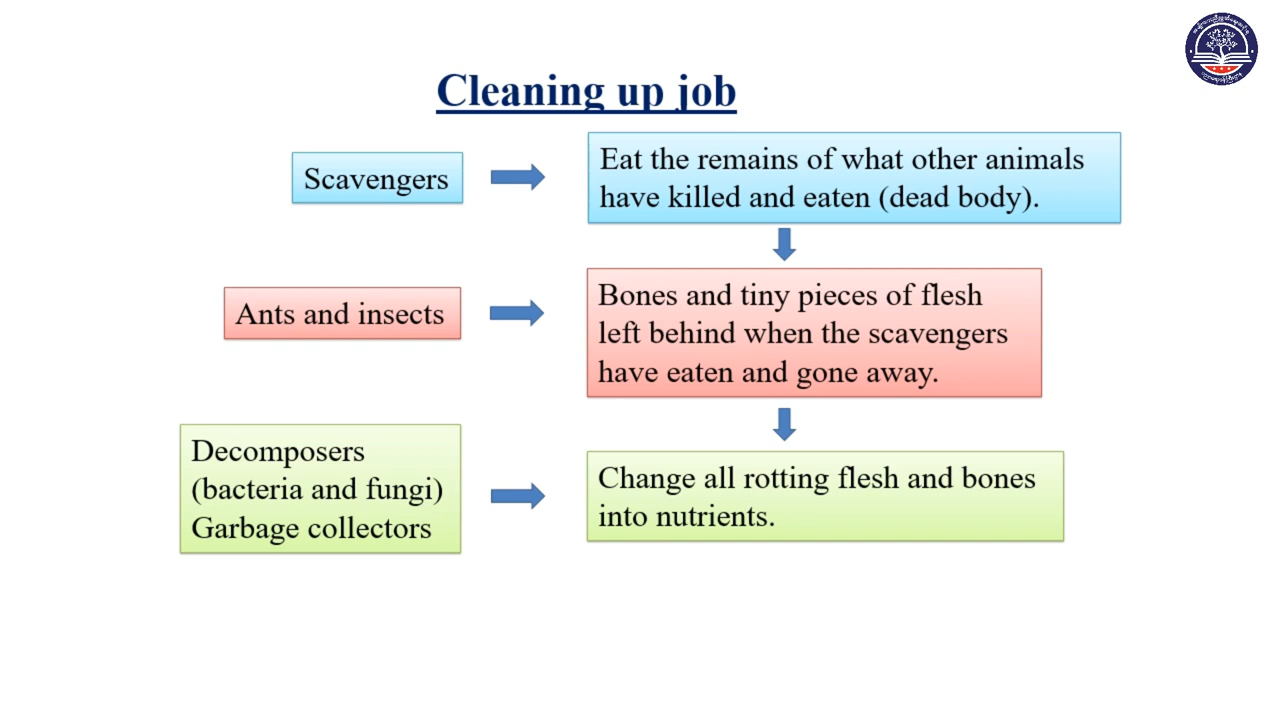 Cleaning up job
Scavengers
Eat the remains of what other animals
have killed and eaten (dead body).
Ants and insects
Bones and tiny pieces of flesh
left behind when the scavengers
have eaten and gone away.
Decomposers
(bacteria and fungi)
Garbage collectors
Change all rotting flesh and bones
into nutrients.